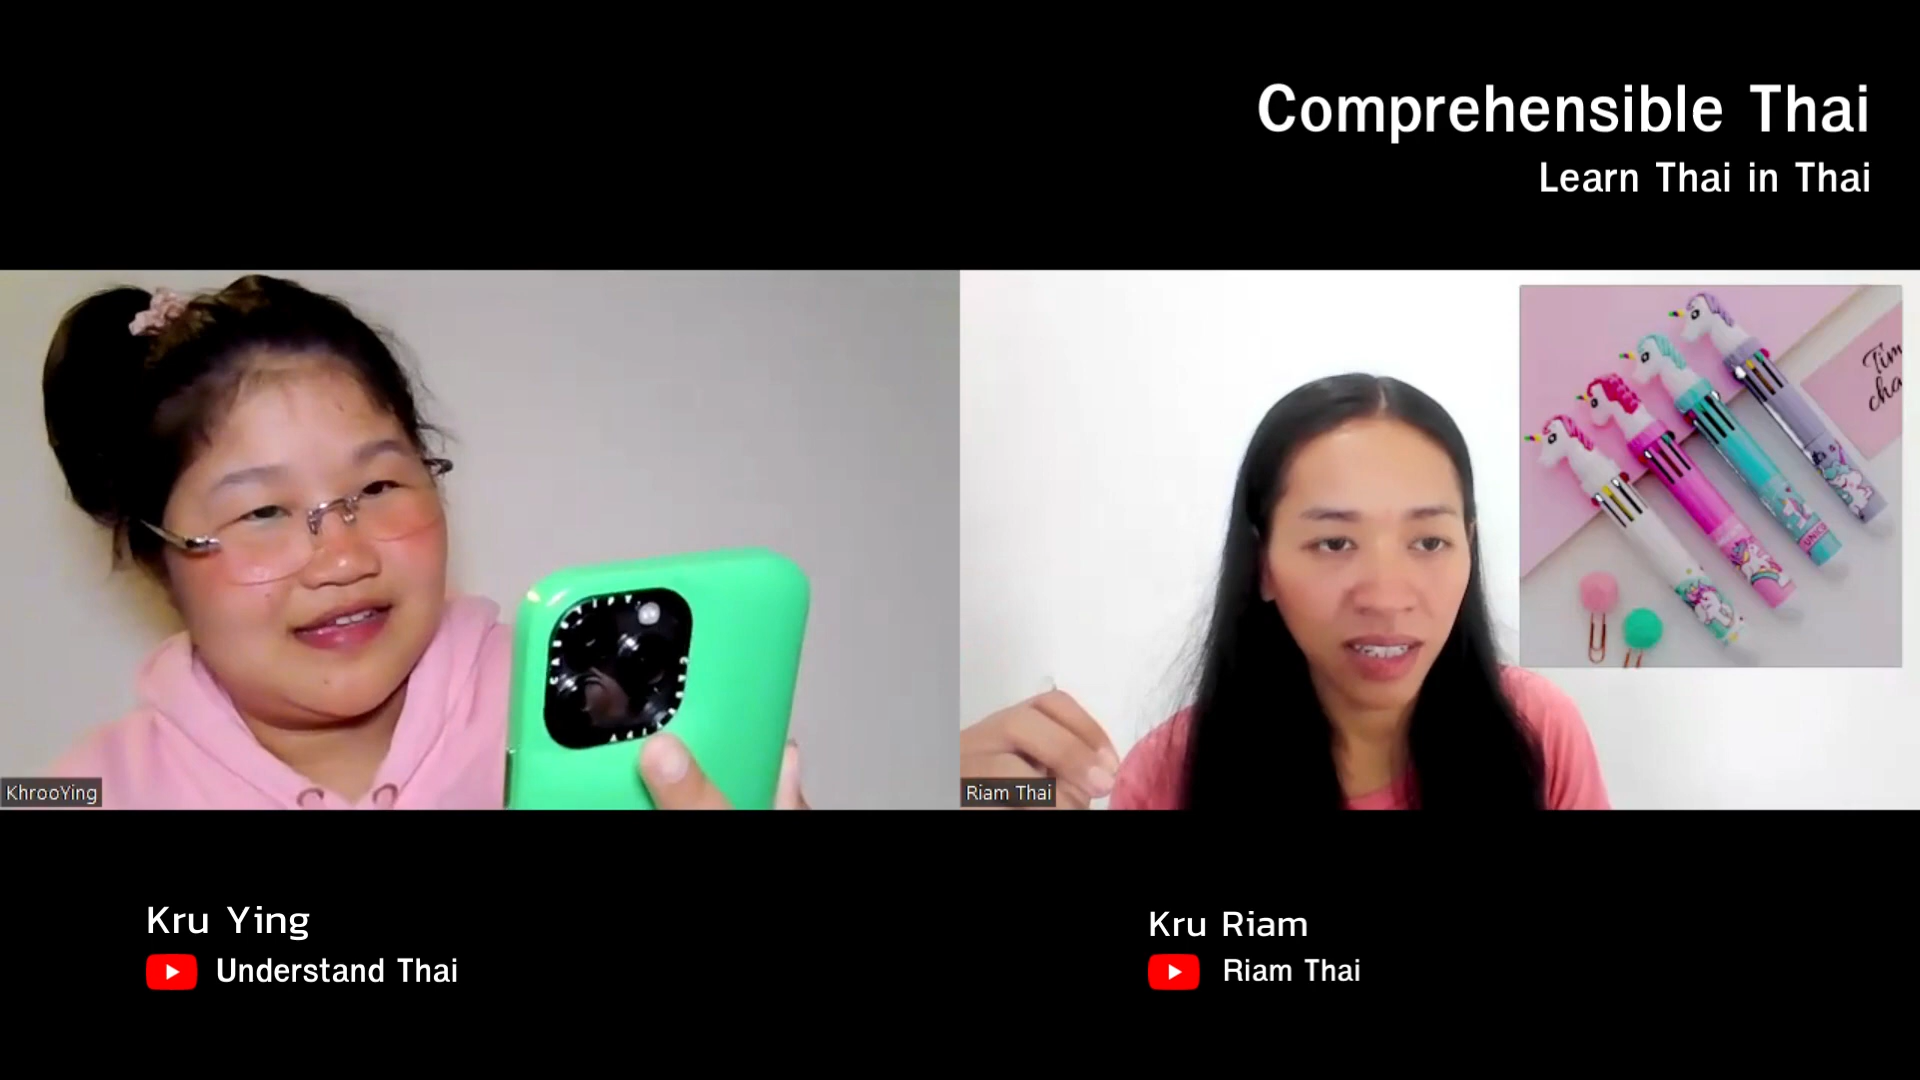 Comprehensible Thai
Learn Thai in Thai
KhrooYing
Riam Thai
Kru Ying
Understand Thai
Kru Riam
Riam Thai